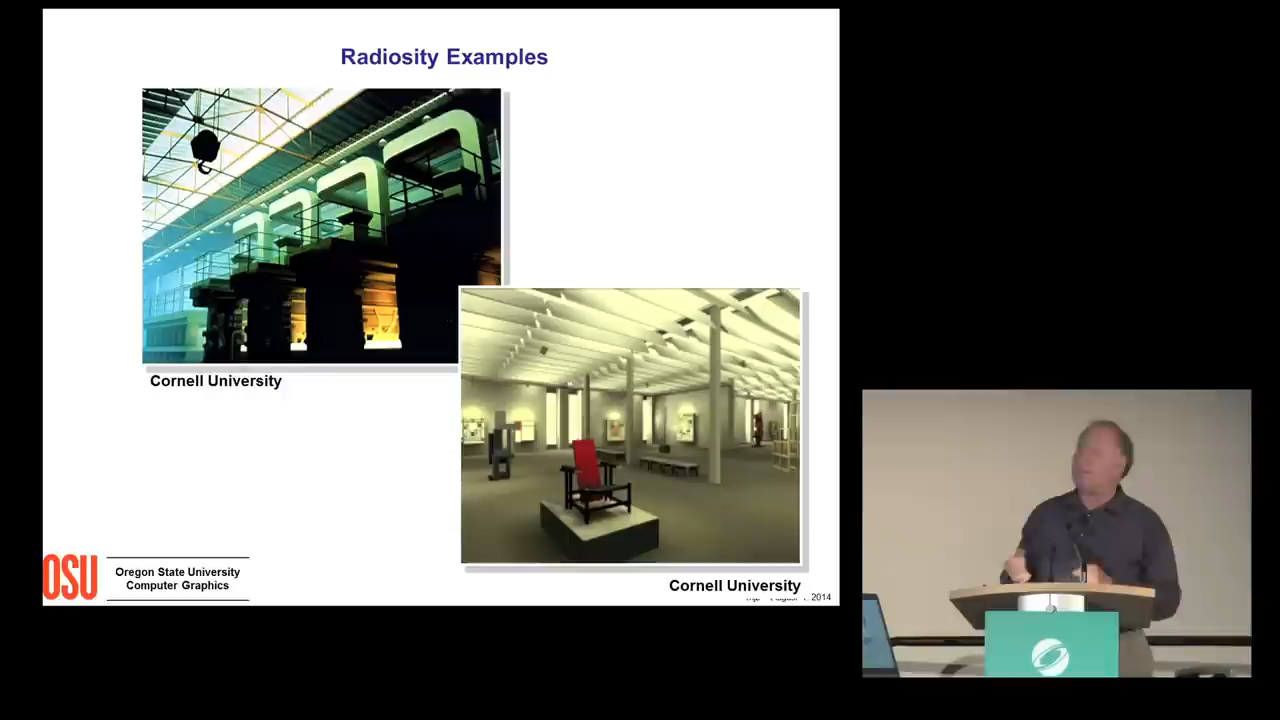 Radiosity Examples
Cornell University
Cornell University
OSU
Oregon State University
Computer Graphics
2014